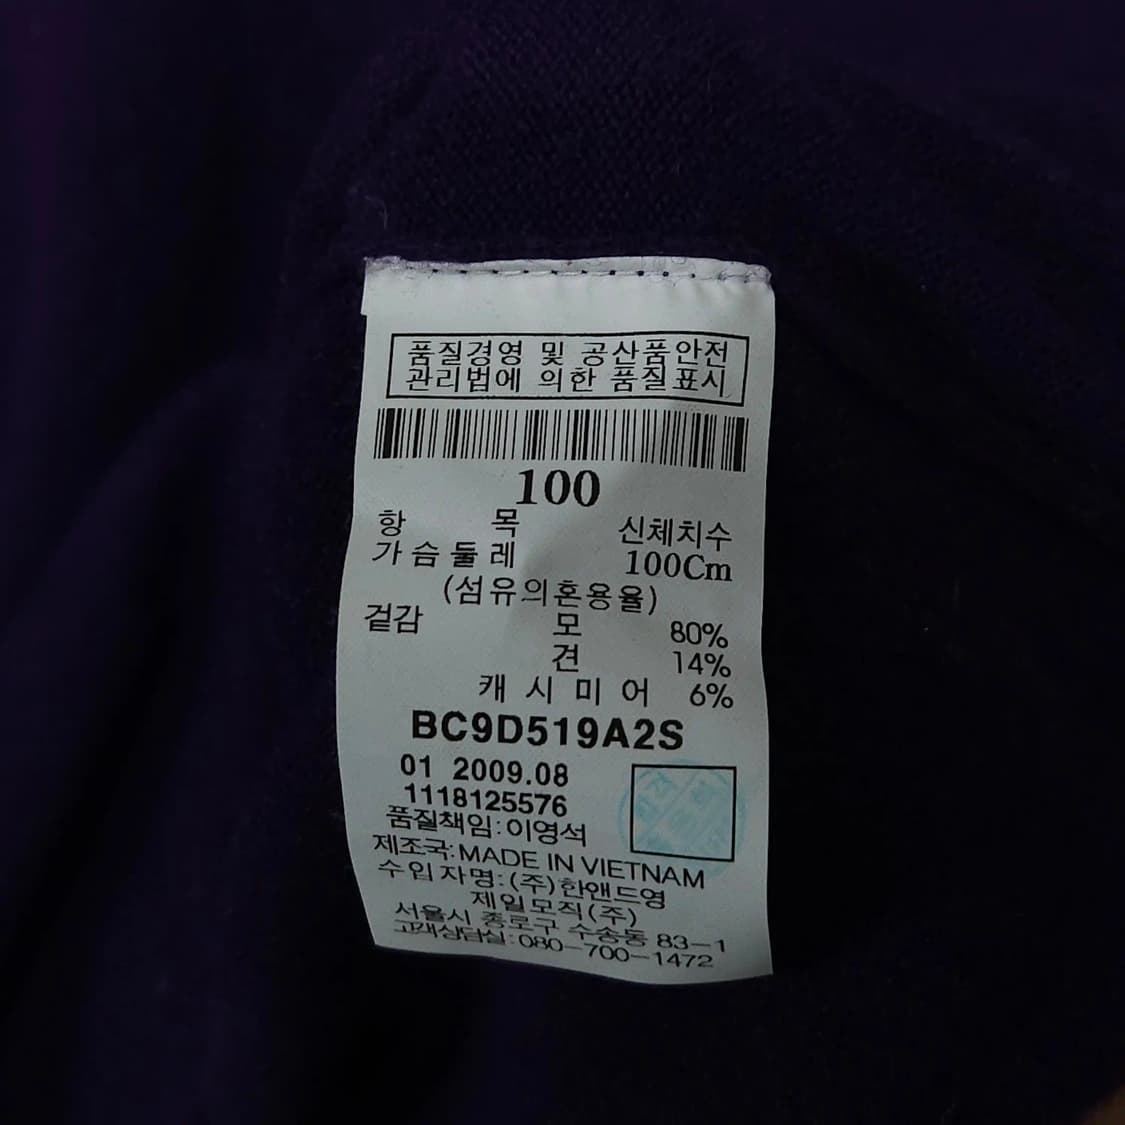 품질경영 및 공산품안전
관리법에 의한 품질표시
100
항 목 신체치수
가슴둘레 100Cm
(섬유의혼용율)
겉감 모 80%
견 14%
캐시미어 6%
BC9D519A2S
01 2009.08
1118125576
품질책임:이영석
제조국:MADE IN VIETNAM
수입자명:(주)한앤드영
제일모직(주)
서울시 종로구 수송동 83-1
고객상담실:080-700-1472